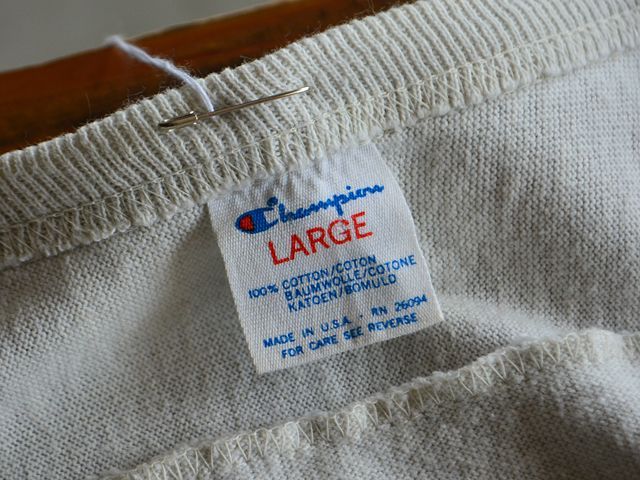 Champion
LARGE
100% COTTON/COTON
BAUMWOLLE/COTONE
KATOEN/BOMULD
MADE IN U.S.A. RN 26094
FOR CARE SEE REVERSE